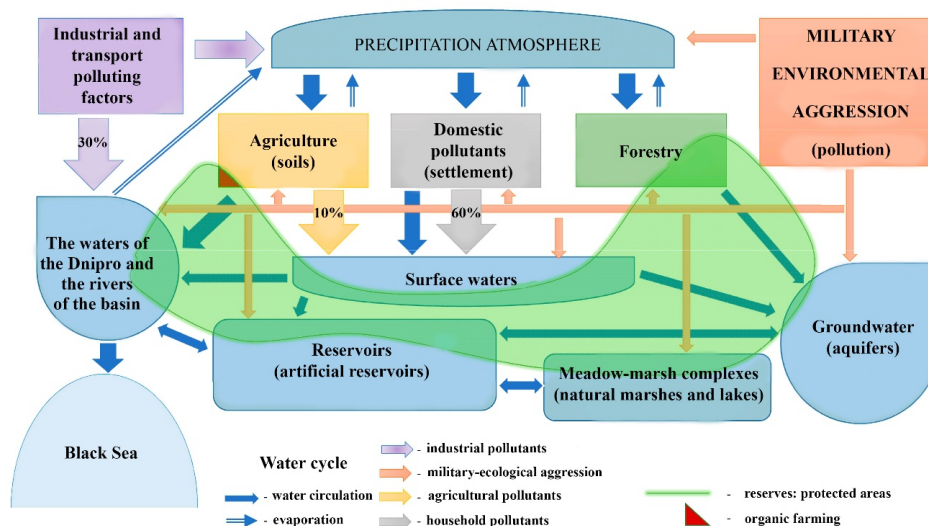 Industrial and
transport
polluting
factors
PRECIPITATION ATMOSPHERE
MILITARY
ENVIRONMENTAL
AGGRESSION
(pollution)
30%
Agriculture
(soils)
Domestic
pollutants
(settlement)
Forestry
10%
60%
The waters of
the Dnipro and
the rivers
of the basin
Surface waters
Groundwater
(aquifers)
Reservoirs
(artificial reservoirs)
Meadow-marsh complexes
(natural marshes and lakes)
Black Sea
Water cycle
- water circulation
- evaporation
- industrial pollutants
- military-ecological aggression
- agricultural pollutants
- household pollutants
- reserves: protected areas
- organic farming